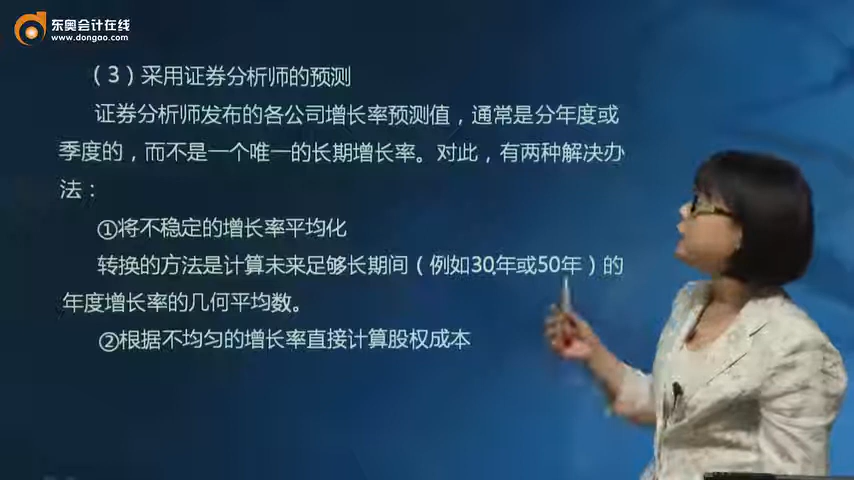 东奥会计在线
www.dongao.com
（3）采用证券分析师的预测
证券分析师发布的各公司增长率预测值，通常是分年度或
季度的，而不是一个唯一的长期增长率。对此，有两种解决办
法：
①将不稳定的增长率平均化
转换的方法是计算未来足够长期间（例如30年或50年）的
年度增长率的几何平均数。
②根据不均匀的增长率直接计算股权成本